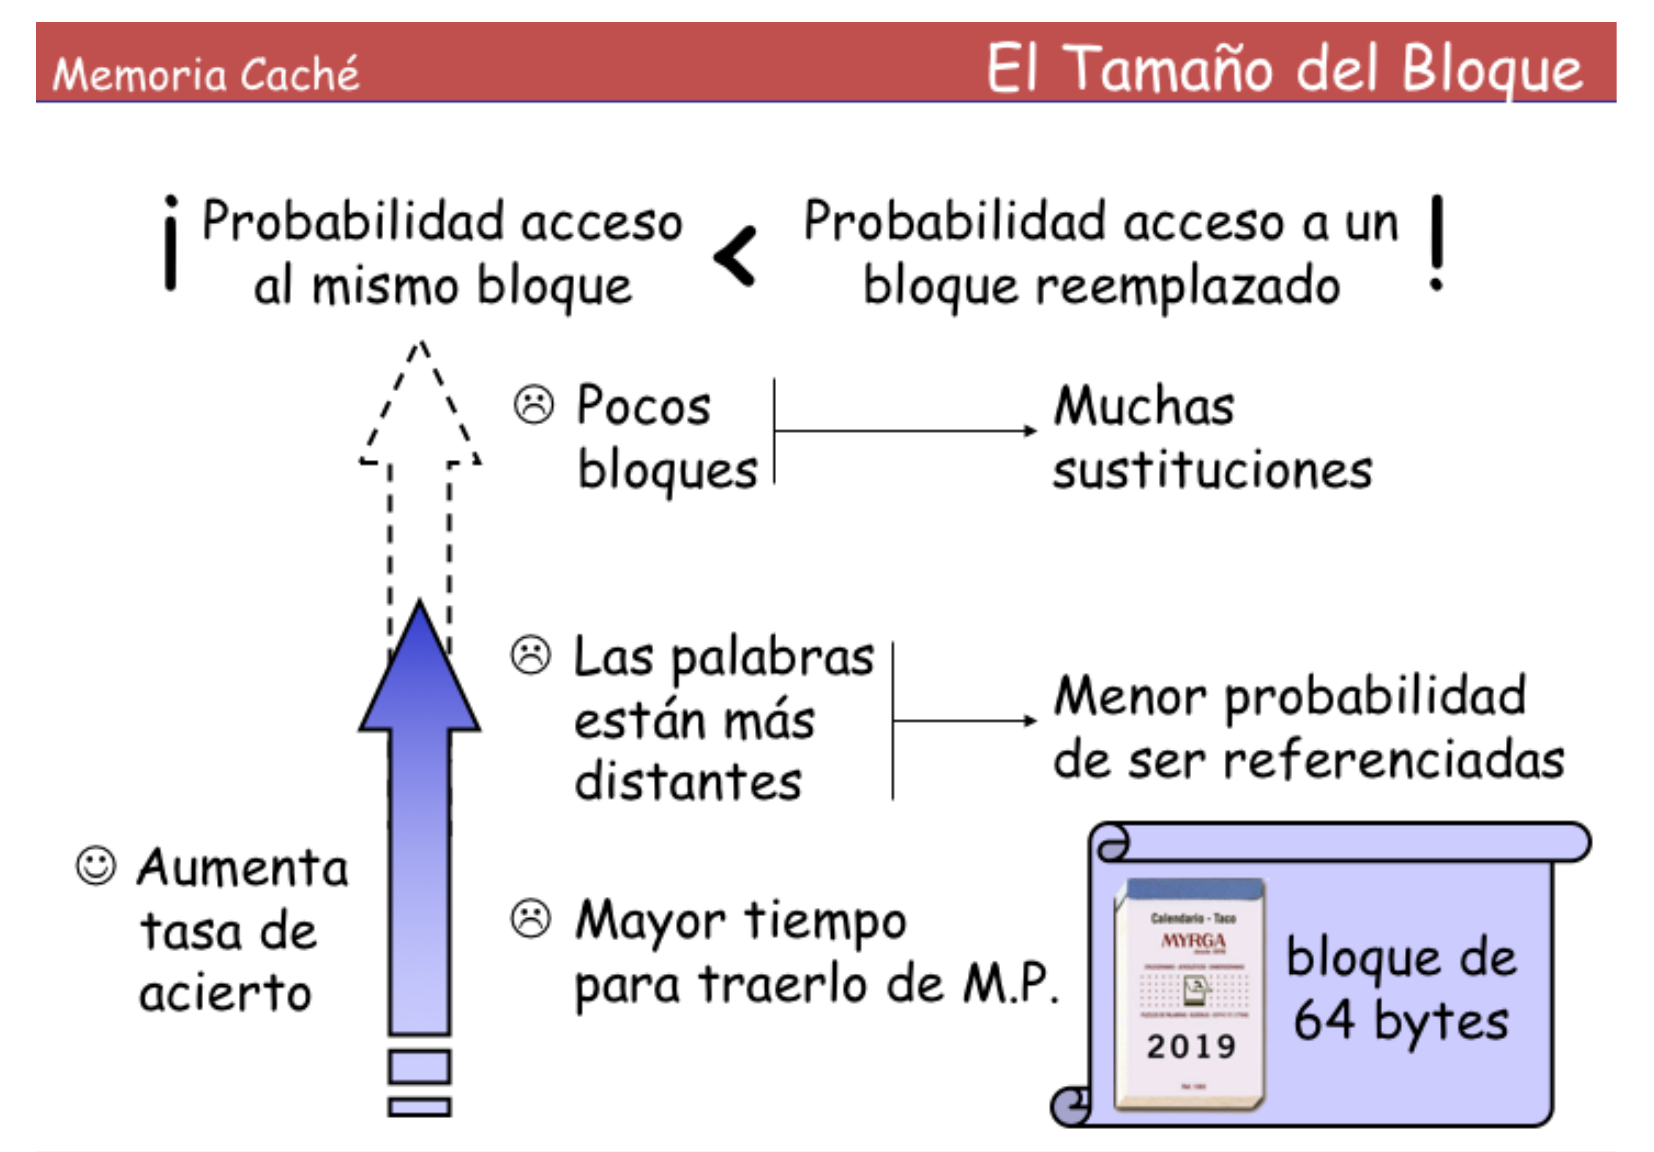 Memoria Caché
El Tamaño del Bloque
¡ Probabilidad acceso
al mismo bloque
<
Probabilidad acceso a un !
bloque reemplazado
☹ Pocos
bloques
Muchas
sustituciones
☹ Las palabras
están más
distantes
Menor probabilidad
de ser referenciadas
☺ Aumenta
tasa de
acierto
☹ Mayor tiempo
para traerlo de M.P.
Calendario - Taco
MYRGA
2019
bloque de
64 bytes